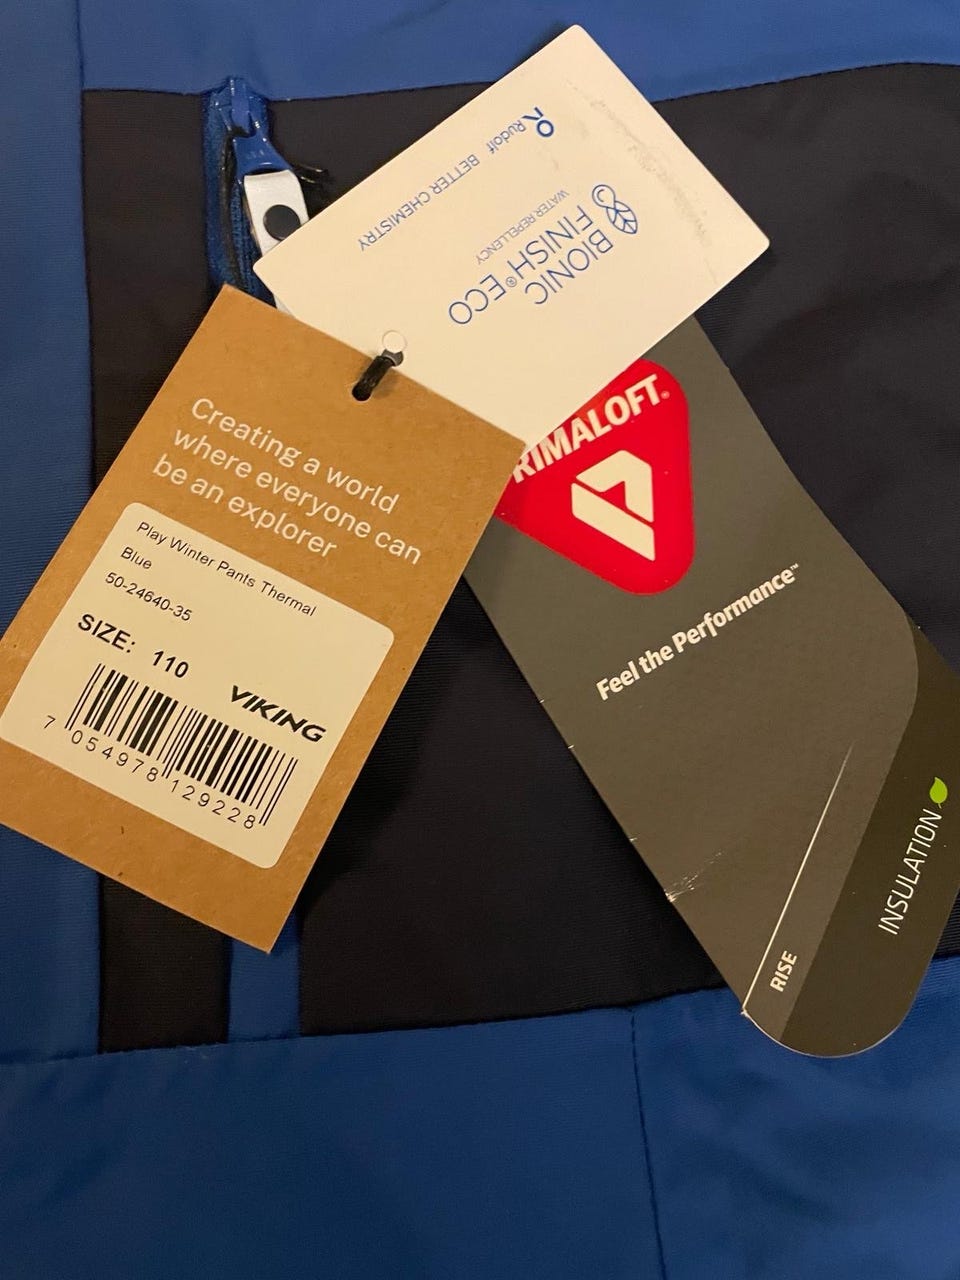 Rudolf BETTER CHEMISTRY
BIONIC
FINISH® ECO
WATER REPELLENCY
Creating a world
where everyone can
be an explorer
Play Winter Pants Thermal
Blue
50-24640-35
SIZE: 110
VIKING
7 054978 129228
RIMALOFT®
Feel the Performance™
RISE
INSULATION